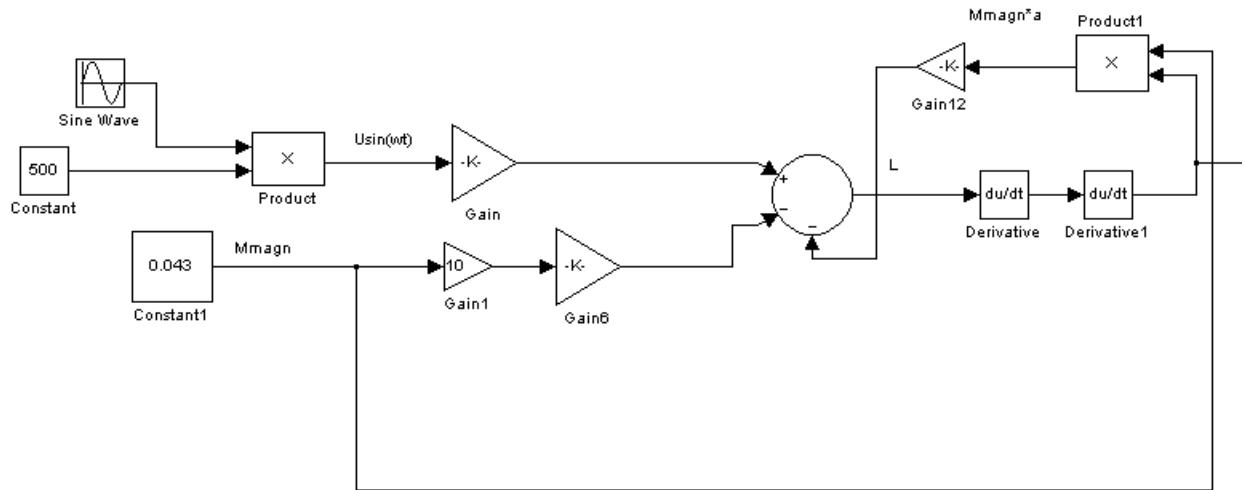 Mmagn*a
Product1
×
-K-
Gain12
Sine Wave
500
Constant
×
Product
Usin(wt)
-K-
Gain
+
−
−
L
du/dt
Derivative
du/dt
Derivative1
0.043
Constant1
Mmagn
10
Gain1
-K-
Gain6